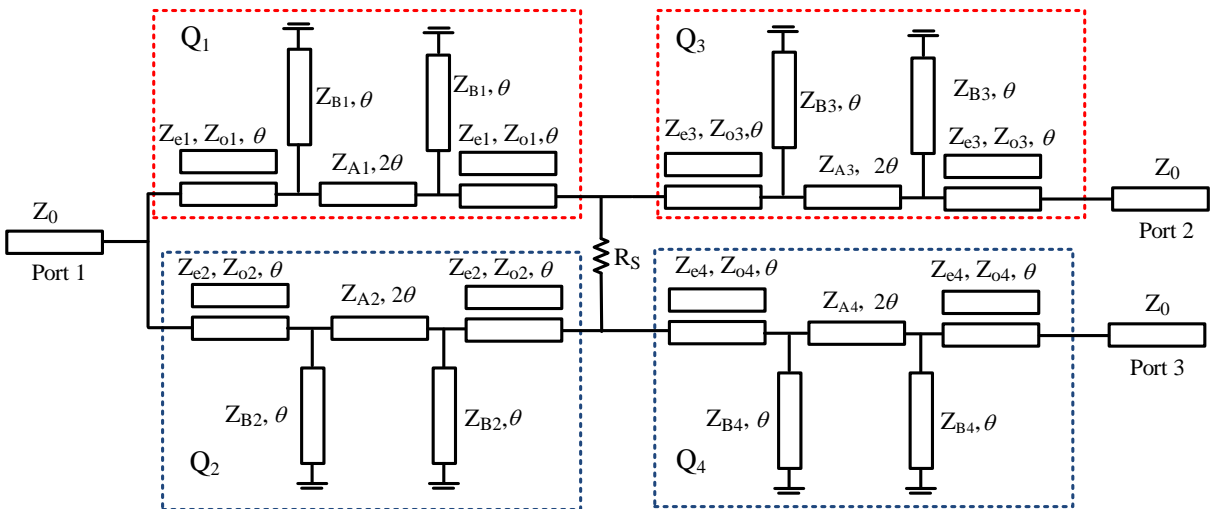 Q1
ZB1, θ
ZB1, θ
Ze1, Zo1, θ
ZA1, 2θ
Ze1, Zo1, θ
Q3
ZB3, θ
ZB3, θ
Ze3, Zo3,θ
ZA3, 2θ
Ze3, Zo3, θ
Z0
Port 1
Z0
Port 2
RS
Ze2, Zo2, θ
ZA2, 2θ
Ze2, Zo2, θ
ZB2, θ
ZB2,θ
Q2
Ze4, Zo4, θ
ZA4, 2θ
Ze4, Zo4, θ
ZB4, θ
ZB4,θ
Q4
Z0
Port 3